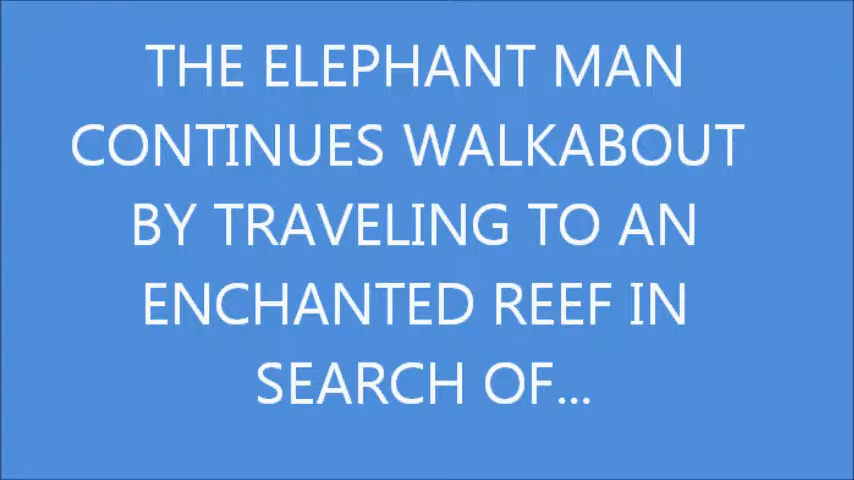 THE ELEPHANT MAN
CONTINUES WALKABOUT
BY TRAVELING TO AN
ENCHANTED REEF IN
SEARCH OF...